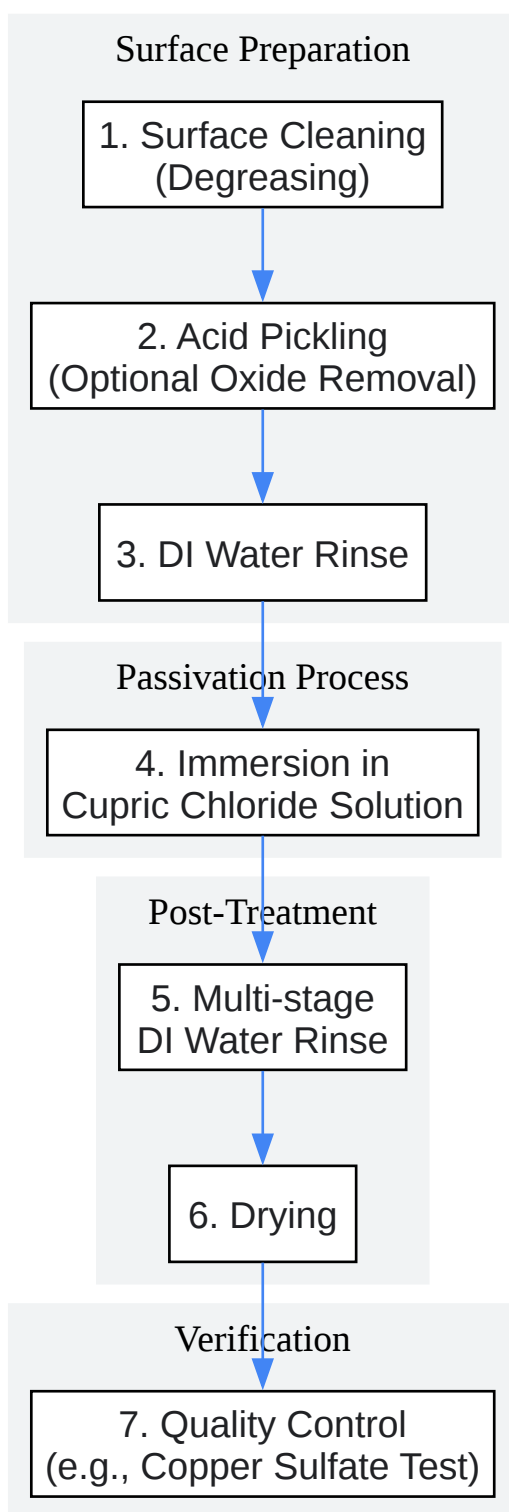 Surface Preparation
1. Surface Cleaning
(Degreasing)
2. Acid Pickling
(Optional Oxide Removal)
3. DI Water Rinse
Passivation Process
4. Immersion in
Cupric Chloride Solution
Post-Treatment
5. Multi-stage
DI Water Rinse
6. Drying
Verification
7. Quality Control
(e.g., Copper Sulfate Test)